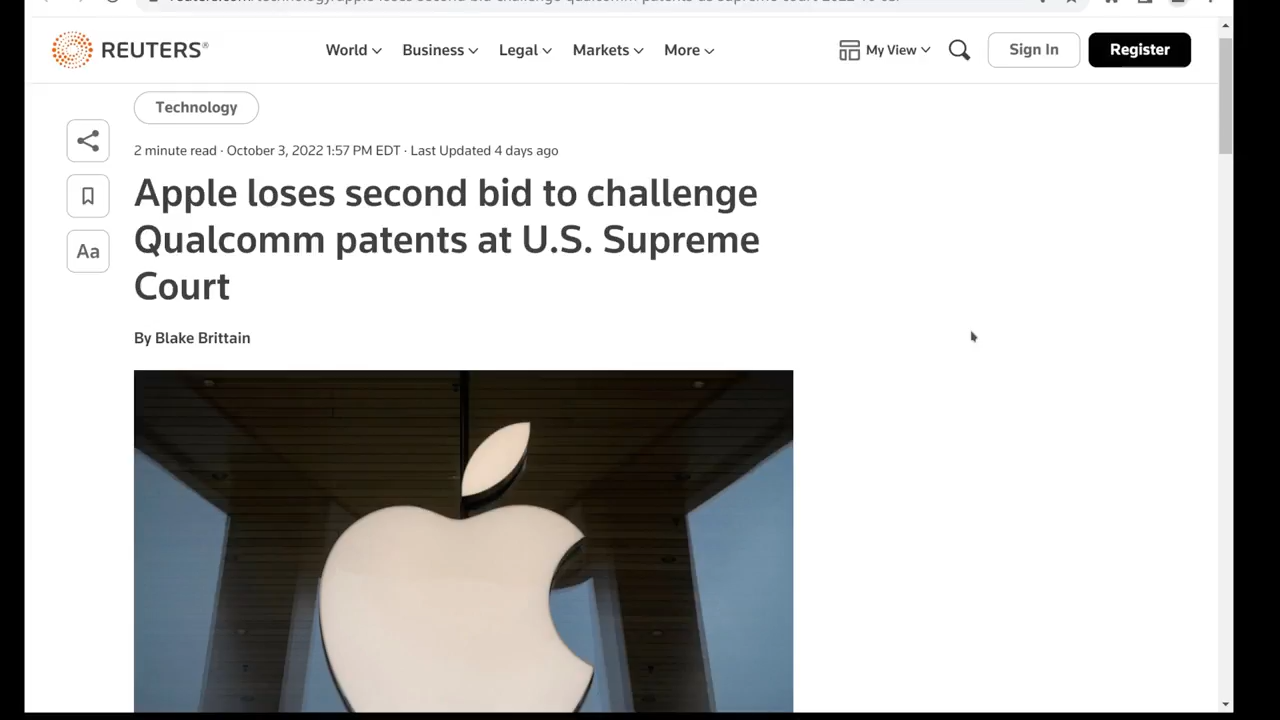 REUTERS®
World
Business
Legal
Markets
More
My View
Sign In
Register
Technology
2 minute read · October 3, 2022 1:57 PM EDT · Last Updated 4 days ago
Aa
Apple loses second bid to challenge
Qualcomm patents at U.S. Supreme
Court
By Blake Brittain